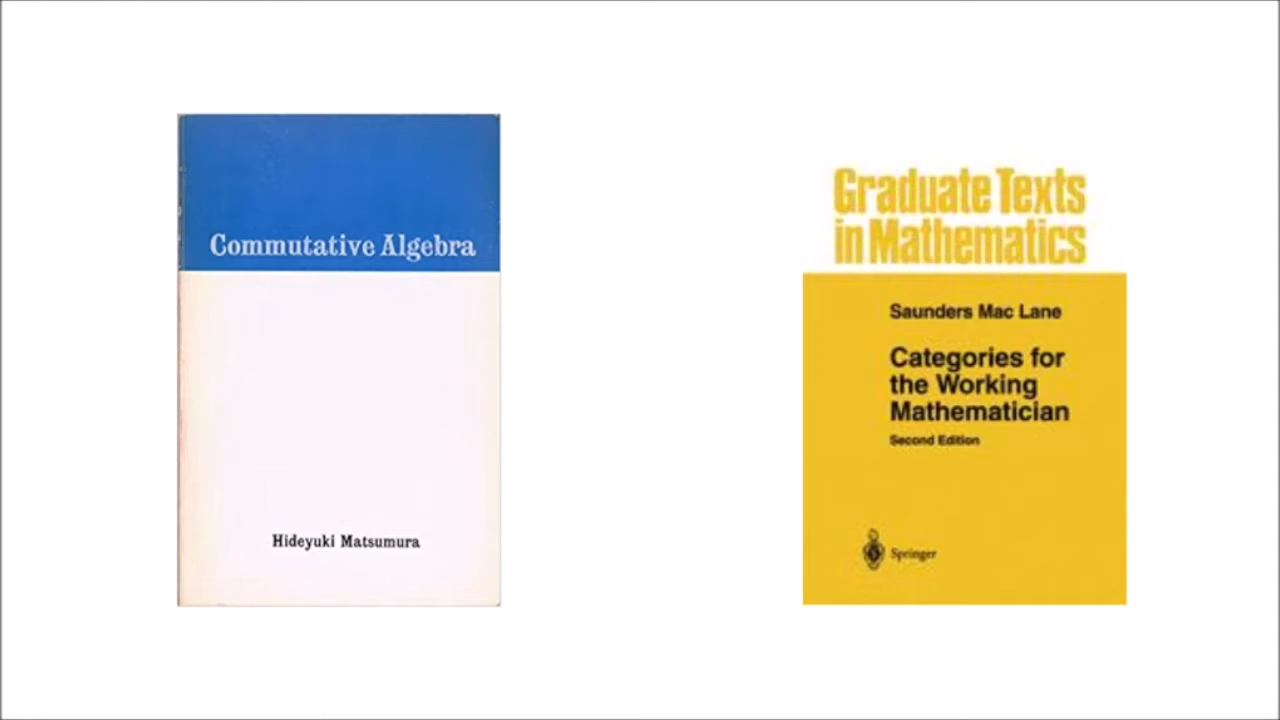 Commutative Algebra
Hideyuki Matsumura
Graduate Texts
in Mathematics
Saunders Mac Lane
Categories for
the Working
Mathematician
Second Edition
Springer